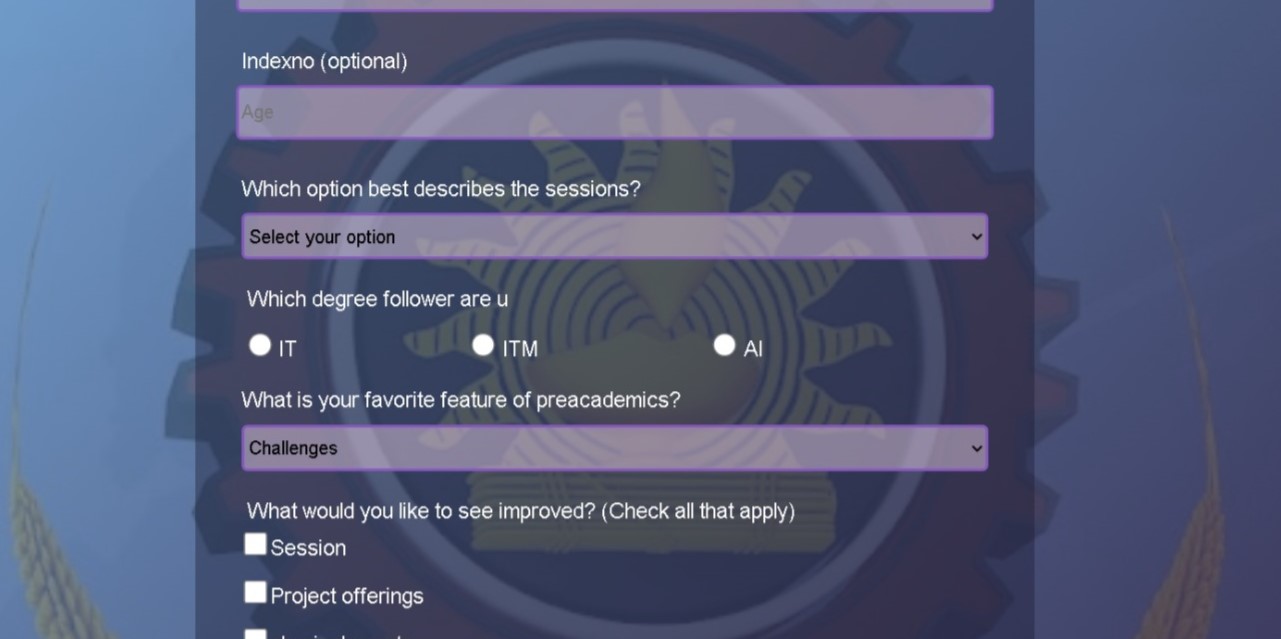 Indexno (optional)
Age
Which option best describes the sessions?
Select your option
Which degree follower are u
IT ITM AI
What is your favorite feature of preacademics?
Challenges
What would you like to see improved? (Check all that apply)
Session
Project offerings